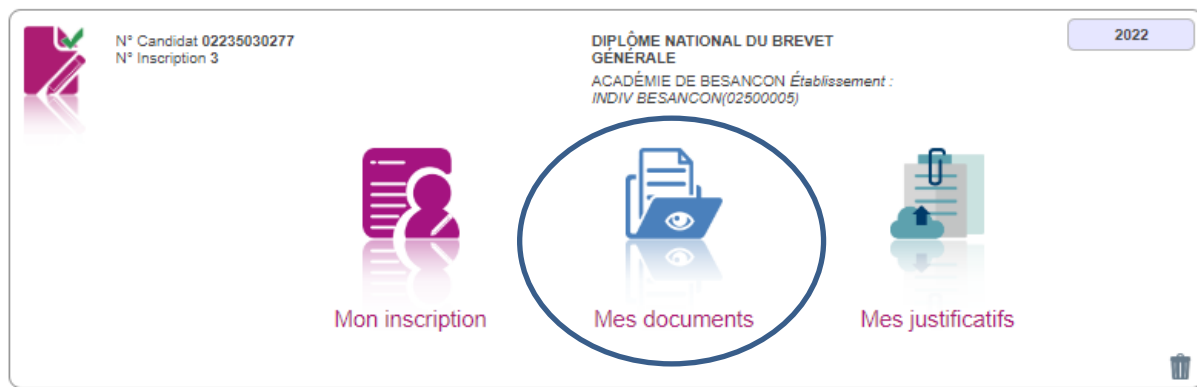 N° Candidat 02235030277
N° Inscription 3
DIPLÔME NATIONAL DU BREVET
GÉNÉRALE
ACADÉMIE DE BESANCON Établissement :
INDIV BESANCON(02500005)
2022
Mon inscription
Mes documents
Mes justificatifs